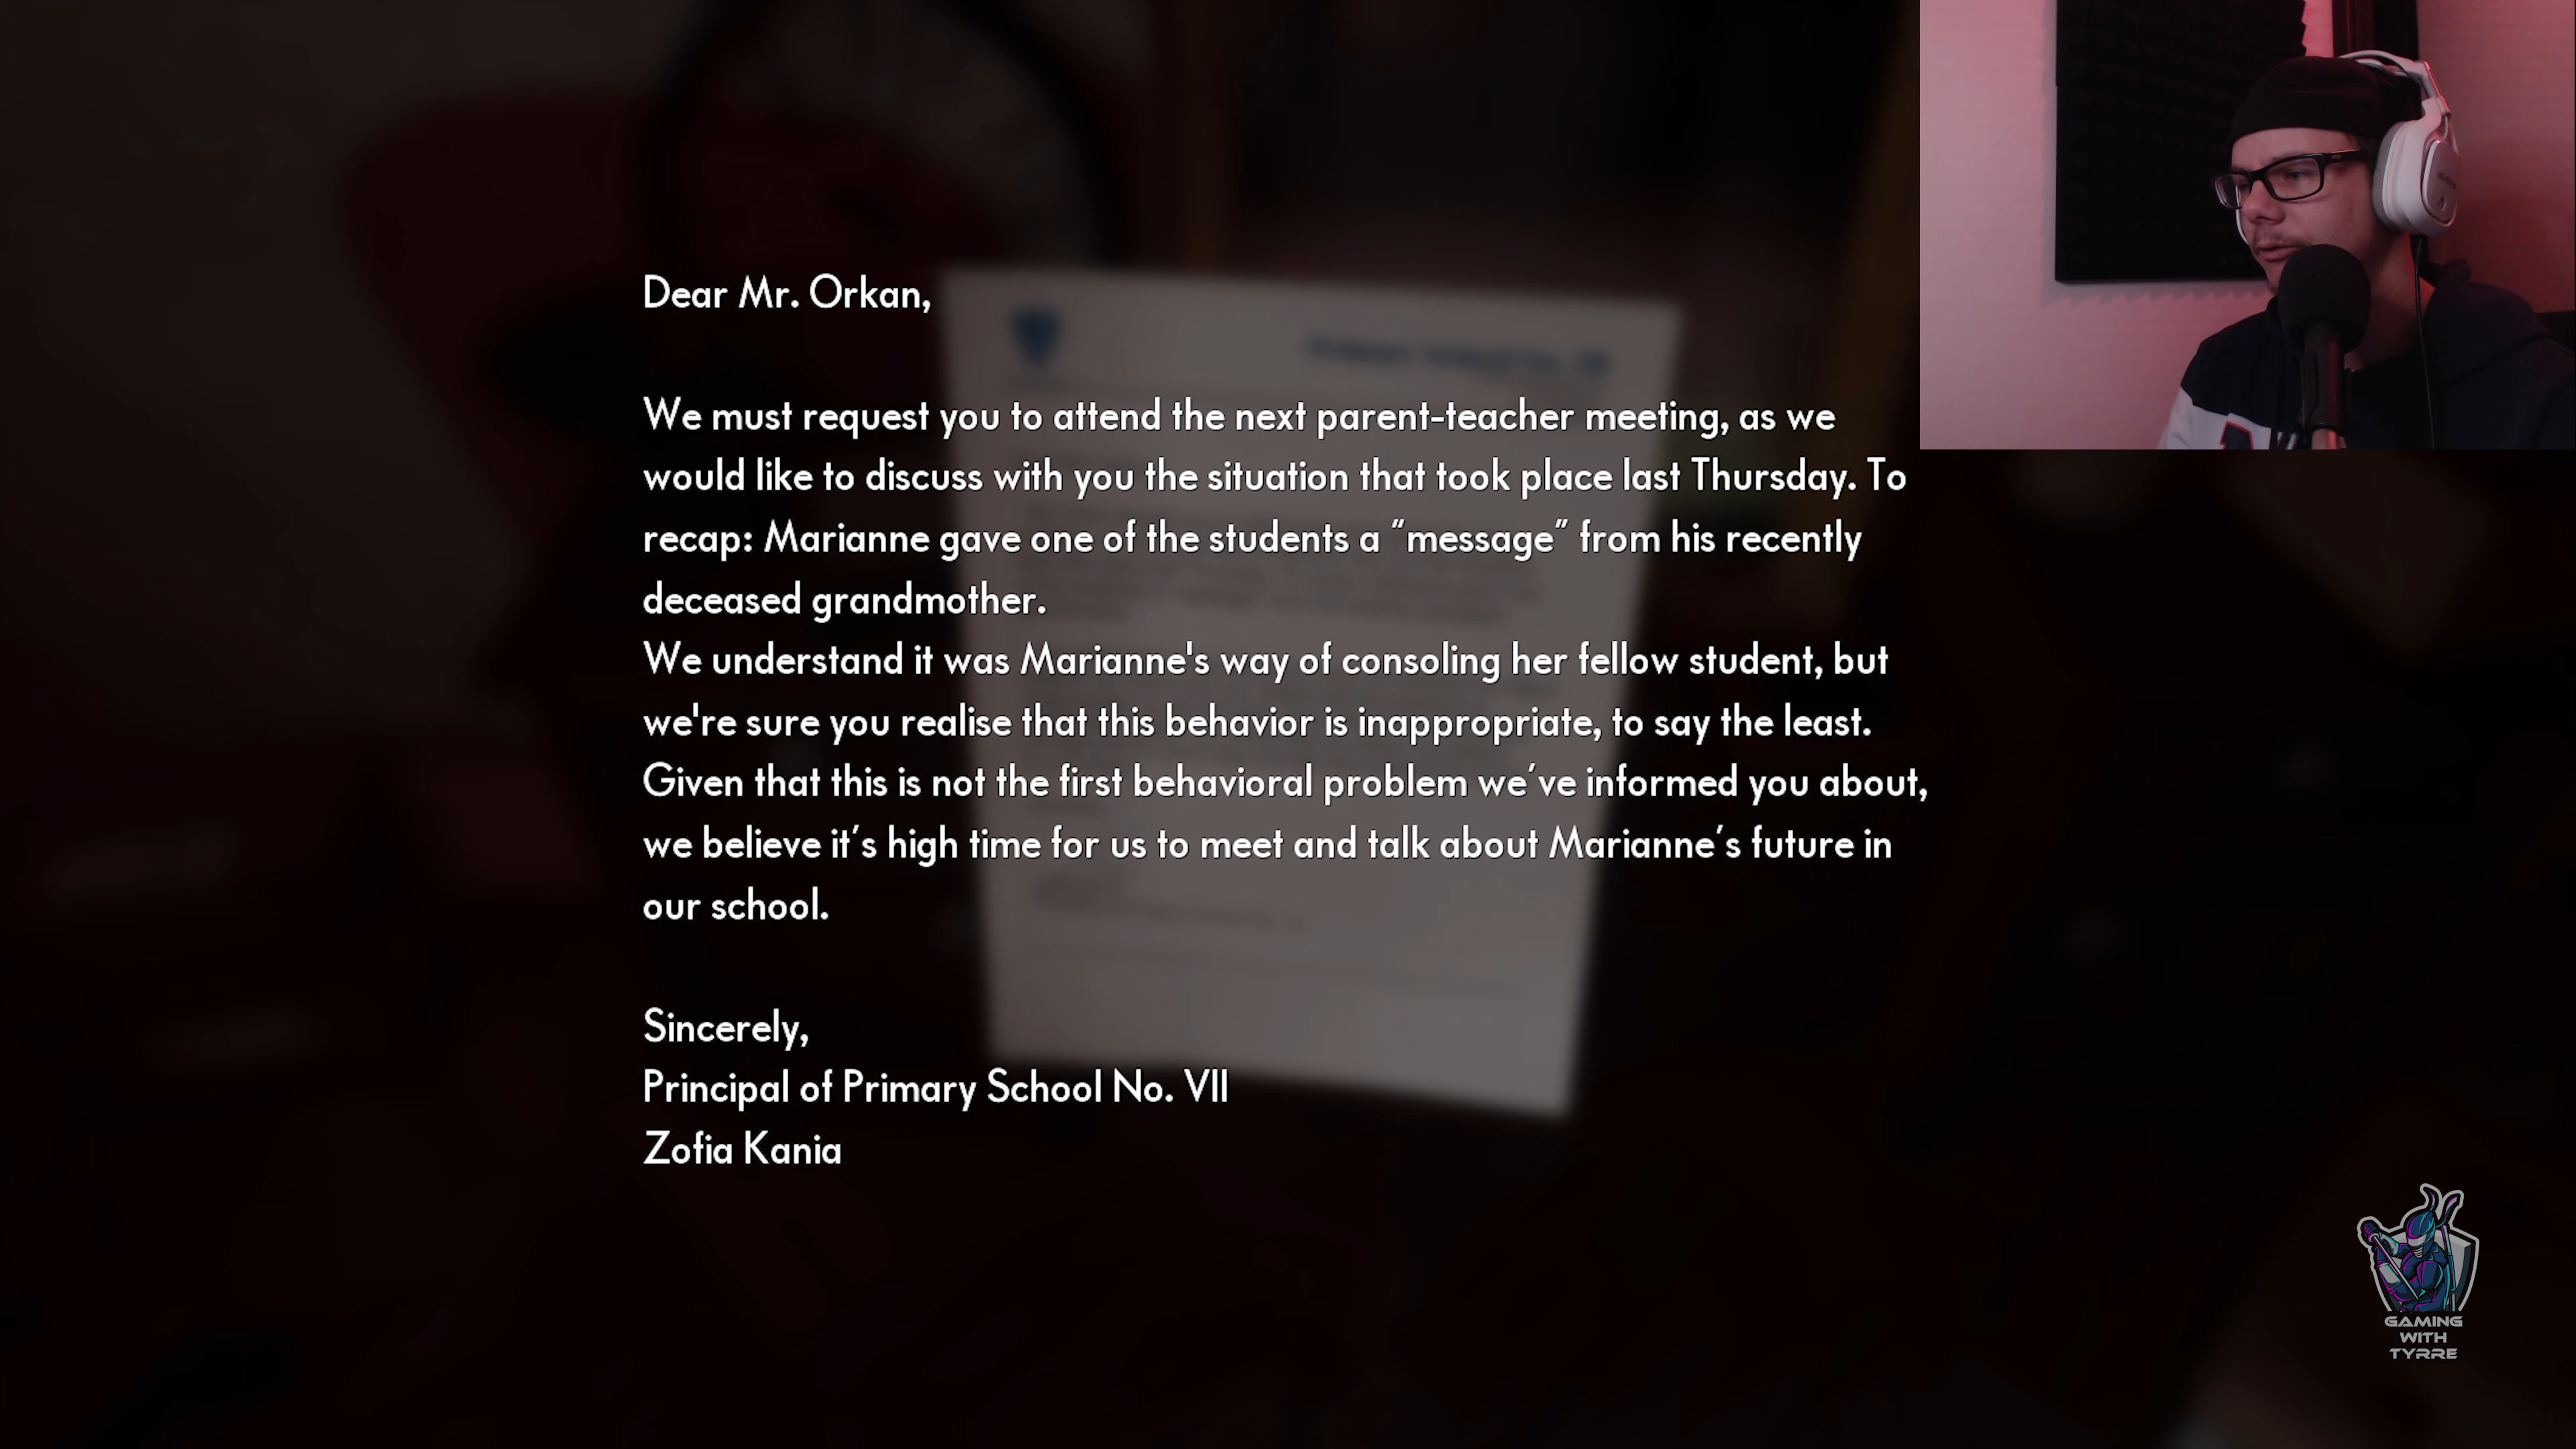 Dear Mr. Orkan,
We must request you to attend the next parent-teacher meeting, as we
would like to discuss with you the situation that took place last Thursday. To
recap: Marianne gave one of the students a “message” from his recently
deceased grandmother.
We understand it was Marianne's way of consoling her fellow student, but
we're sure you realise that this behavior is inappropriate, to say the least.
Given that this is not the first behavioral problem we’ve informed you about,
we believe it’s high time for us to meet and talk about Marianne’s future in
our school.
Sincerely,
Principal of Primary School No. VII
Zofia Kania
GAMING
WITH
TYRRE